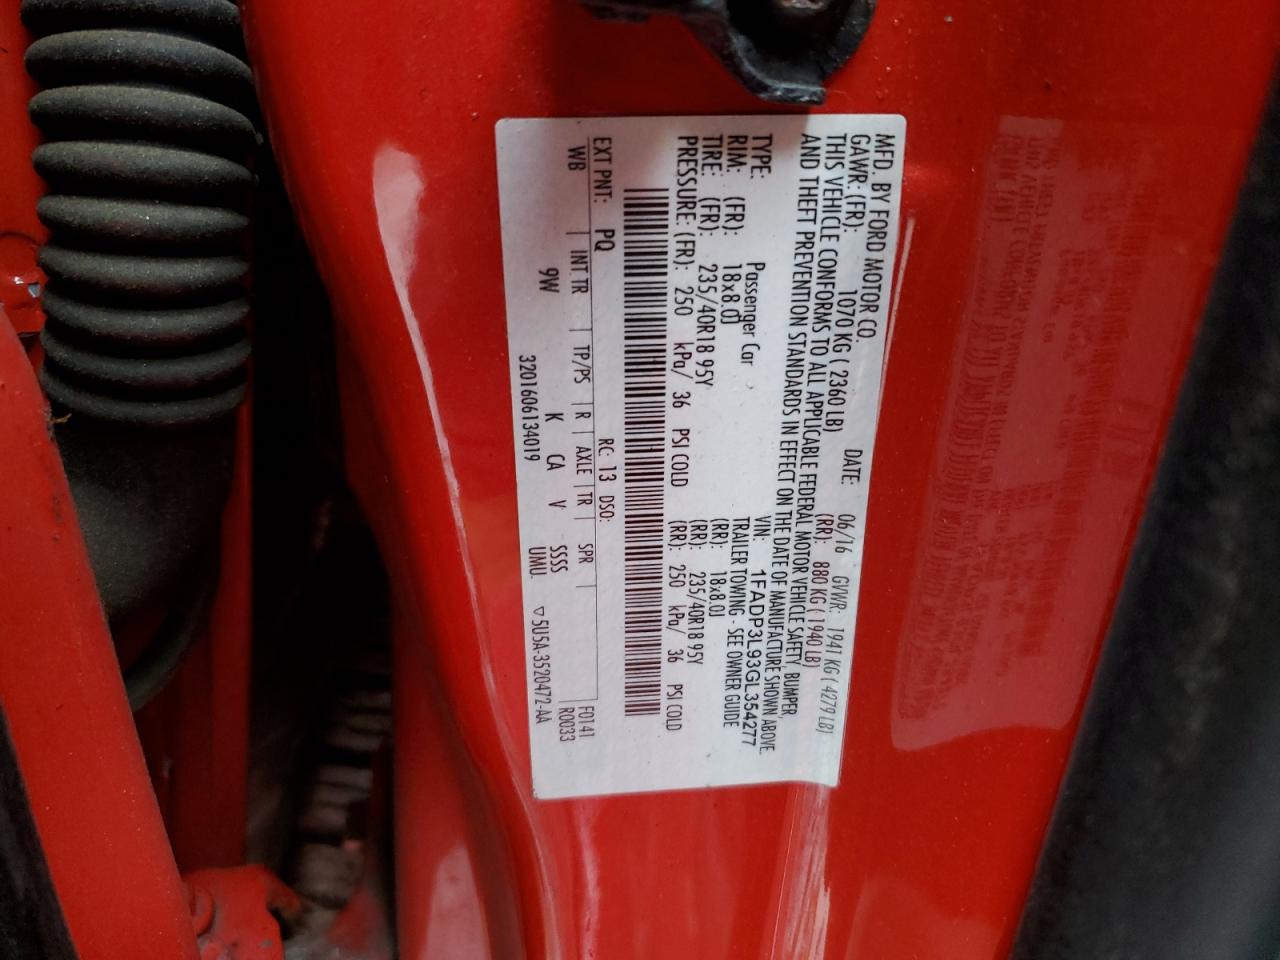 MFD. BY FORD MOTOR CO. DATE: 06/16 GVWR: 1941 KG ( 4279 LB)
GAWR: (FR): 1070 KG ( 2360 LB) (RR): 880 KG ( 1940 LB)
THIS VEHICLE CONFORMS TO ALL APPLICABLE FEDERAL MOTOR VEHICLE SAFETY, BUMPER,
AND THEFT PREVENTION STANDARDS IN EFFECT ON THE DATE OF MANUFACTURE SHOWN ABOVE.
VIN: 1FADP3L93GL354277
TYPE: Passenger Car TRAILER TOWING - SEE OWNER GUIDE
RIM: (FR): 18x8.0J (RR): 18x8.0J
TIRE: (FR): 235/40R18 95Y (RR): 235/40R18 95Y
PRESSURE: (FR): 250 kPa/ 36 PSI COLD (RR): 250 kPa/ 36 PSI COLD
RC: 13 DSO: F0141
EXT PNT: PQ R0033
WB INT TR TP/PS R AXLE TR SPR
9W K CA V SSSS
3201606134019 UMU. ▽5U5A-3520472-AA